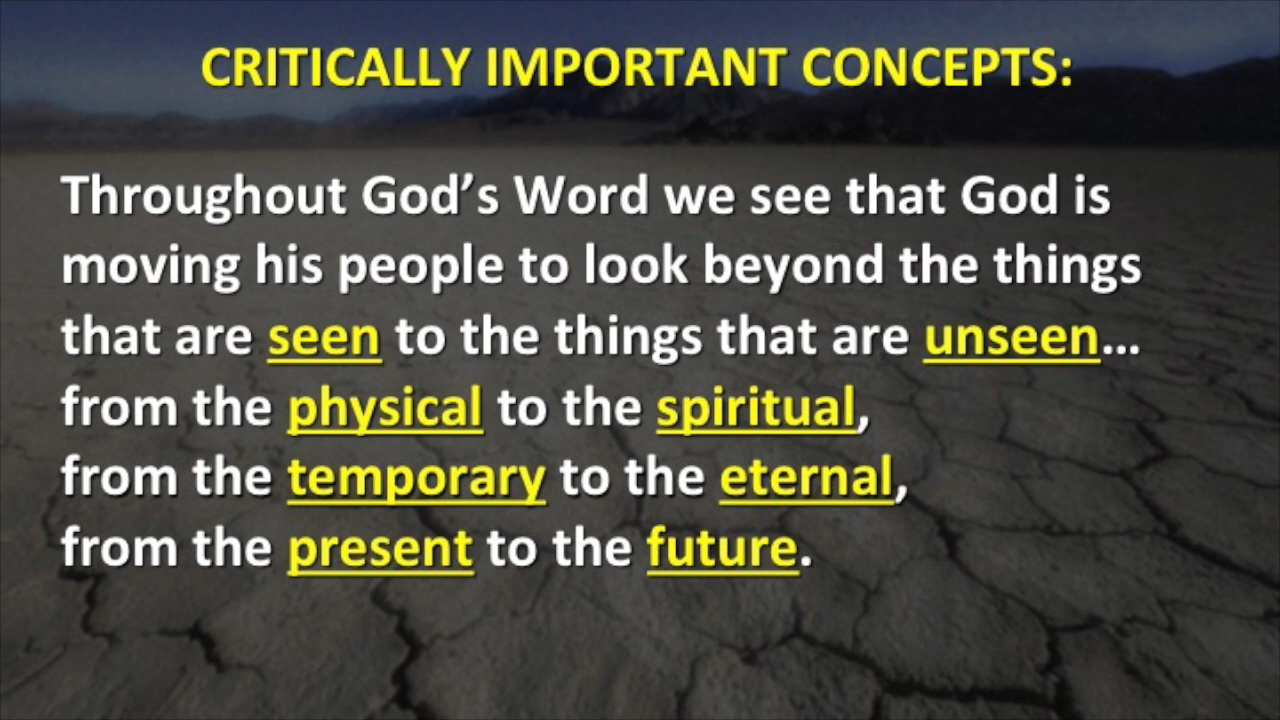 CRITICALLY IMPORTANT CONCEPTS:
Throughout God’s Word we see that God is
moving his people to look beyond the things
that are seen to the things that are unseen…
from the physical to the spiritual,
from the temporary to the eternal,
from the present to the future.